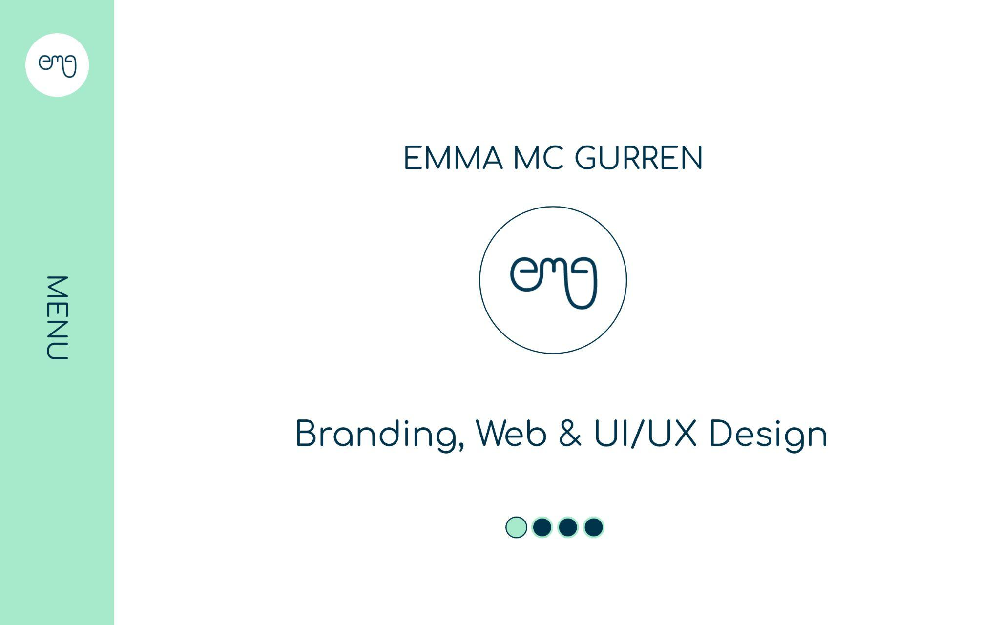 emg
MENU
EMMA MC GURREN
emg
Branding, Web & UI/UX Design